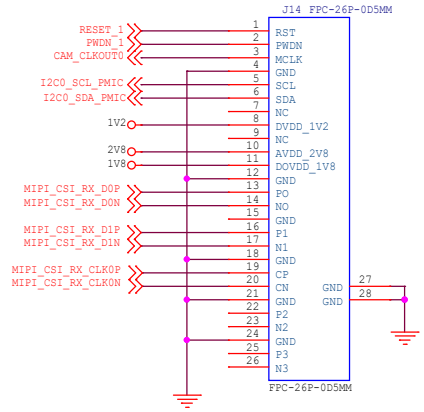 J14 FPC-26P-0D5MM
RESET_1 1 RST
PWDN_1 2 PWDN
CAM_CLKOUT0 3 MCLK
4 GND
I2C0_SCL_PMIC 5 SCL
I2C0_SDA_PMIC 6 SDA
7 NC
1V2 8 DVDD_1V2
9 NC
2V8 10 AVDD_2V8
1V8 11 DOVDD_1V8
12 GND
MIPI_CSI_RX_D0P 13 PO
MIPI_CSI_RX_D0N 14 NO
15 GND
MIPI_CSI_RX_D1P 16 P1
MIPI_CSI_RX_D1N 17 N1
18 GND
MIPI_CSI_RX_CLK0P 19 CP
MIPI_CSI_RX_CLK0N 20 CN GND 27
21 GND GND 28
22 P2
23 N2
24 GND
25 P3
26 N3
FPC-26P-0D5MM